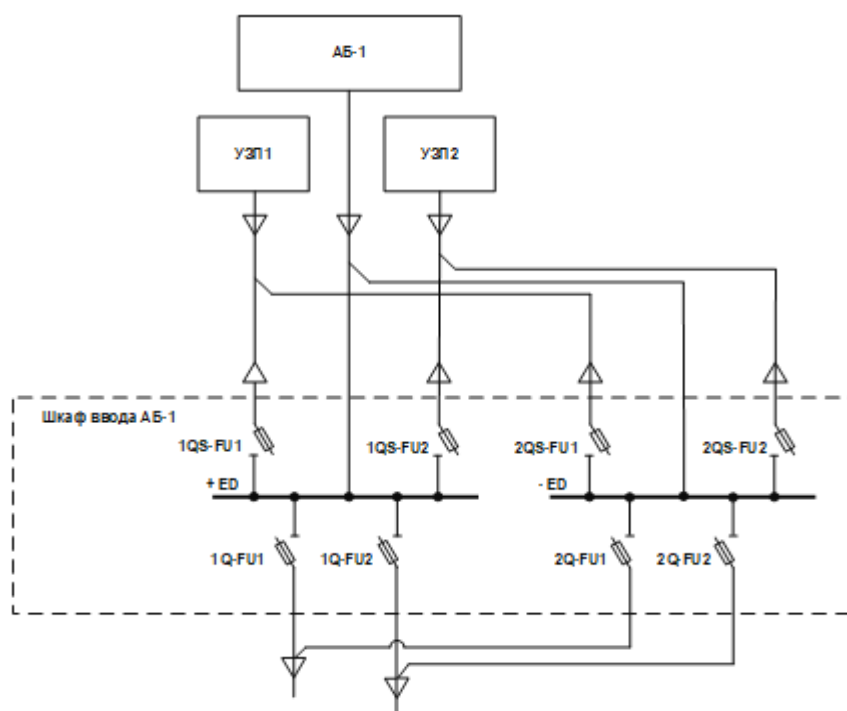 АБ-1
УЗП1
УЗП2
Шкаф ввода АБ-1
1QS-FU1
1QS-FU2
2QS-FU1
2QS-FU2
+ ED
- ED
1Q-FU1
1Q-FU2
2Q-FU1
2Q-FU2